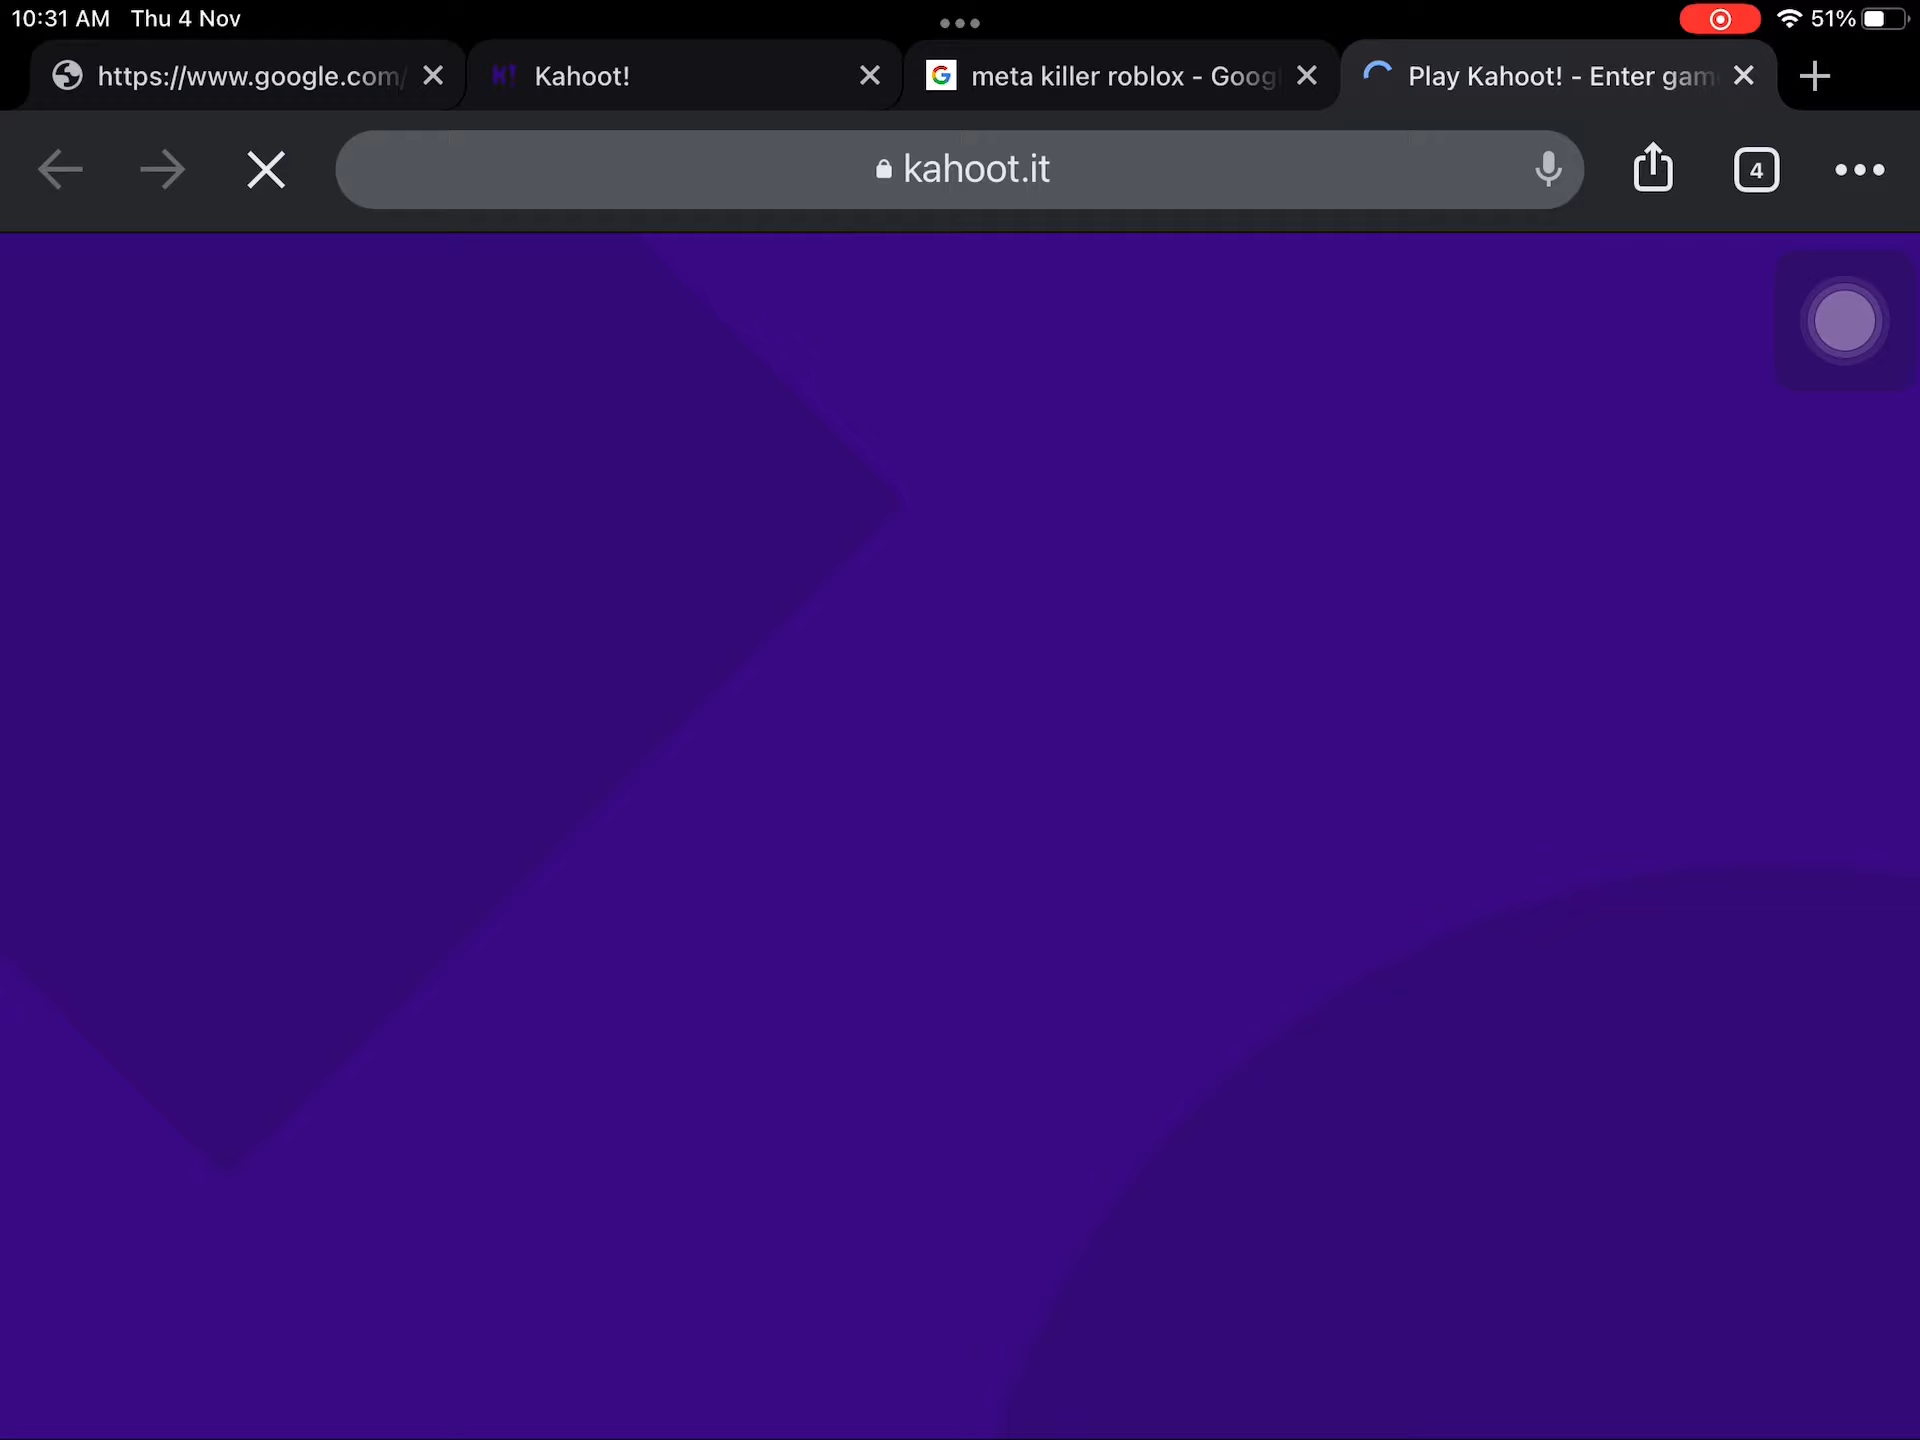 10:31 AM Thu 4 Nov
51%
https://www.google.com/
K! Kahoot!
G meta killer roblox - Goog
Play Kahoot! - Enter gam
kahoot.it
4